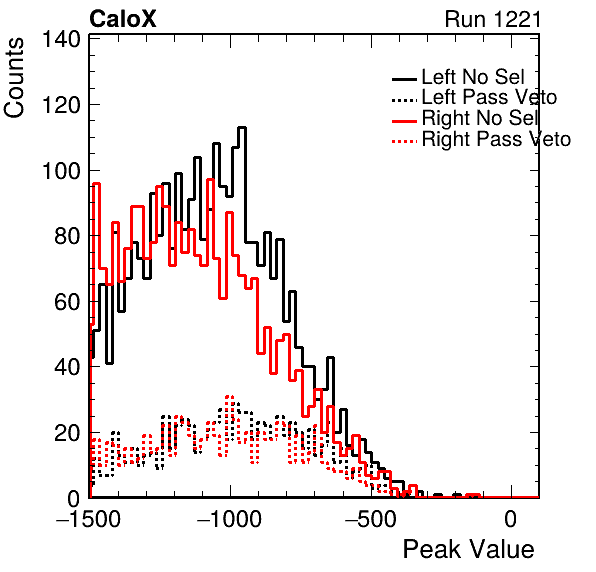 CaloX
Run 1221
Counts
140
120
100
80
60
40
20
0
Left No Sel
Left Pass Veto
Right No Sel
Right Pass Veto
−1500
−1000
−500
0
Peak Value